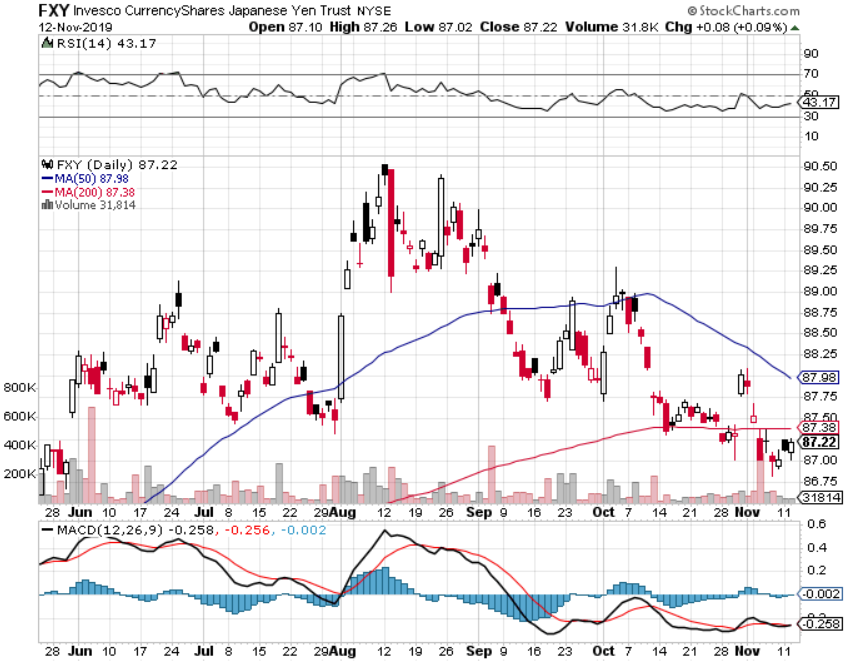 FXY Invesco CurrencyShares Japanese Yen Trust NYSE © StockCharts.com
12-Nov-2019 Open 87.10 High 87.26 Low 87.02 Close 87.22 Volume 31.8K Chg +0.08 (+0.09%)
RSI(14) 43.17
90
70
50
43.17
30
10
FXY (Daily) 87.22
MA(50) 87.98
MA(200) 87.38
Volume 31,814
90.50
90.25
90.00
89.75
89.50
89.25
89.00
88.75
88.50
88.25
87.98
87.75
87.50
87.38
87.22
87.00
86.75
31814
800K
600K
400K
200K
28 Jun 10 17 24 Jul 8 15 22 29 Aug 12 19 26 Sep 9 16 23 Oct 7 14 21 28 Nov 11
MACD(12,26,9) -0.258, -0.256, -0.002
0.6
0.4
0.2
-0.002
-0.258
28 Jun 10 17 24 Jul 8 15 22 29 Aug 12 19 26 Sep 9 16 23 Oct 7 14 21 28 Nov 11